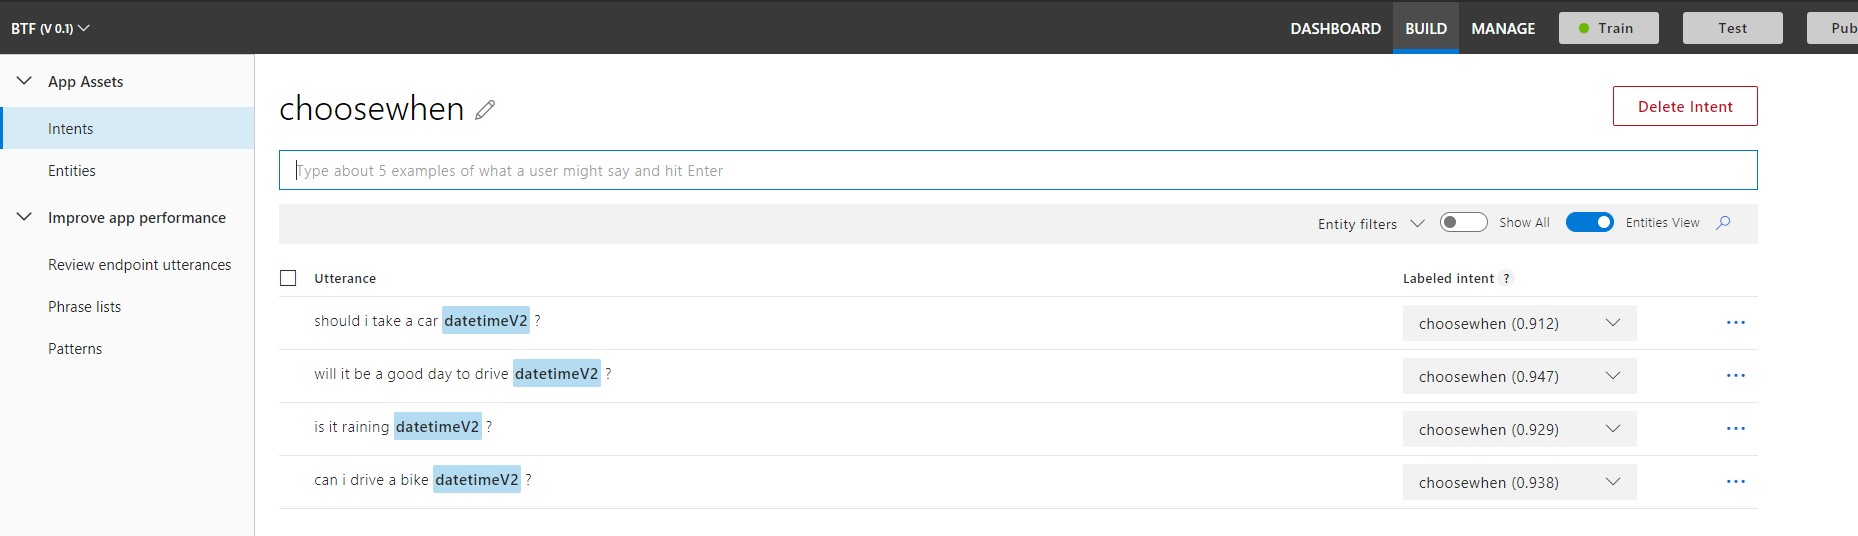 BTF (V 0.1) DASHBOARD BUILD MANAGE Train Test Pub
App Assets
Intents
Entities
Improve app performance
Review endpoint utterances
Phrase lists
Patterns
choosewhen
Delete Intent
Type about 5 examples of what a user might say and hit Enter
Entity filters Show All Entities View
Utterance Labeled intent ?
should i take a car datetimeV2 ? choosewhen (0.912) ...
will it be a good day to drive datetimeV2 ? choosewhen (0.947) ...
is it raining datetimeV2 ? choosewhen (0.929) ...
can i drive a bike datetimeV2 ? choosewhen (0.938) ...